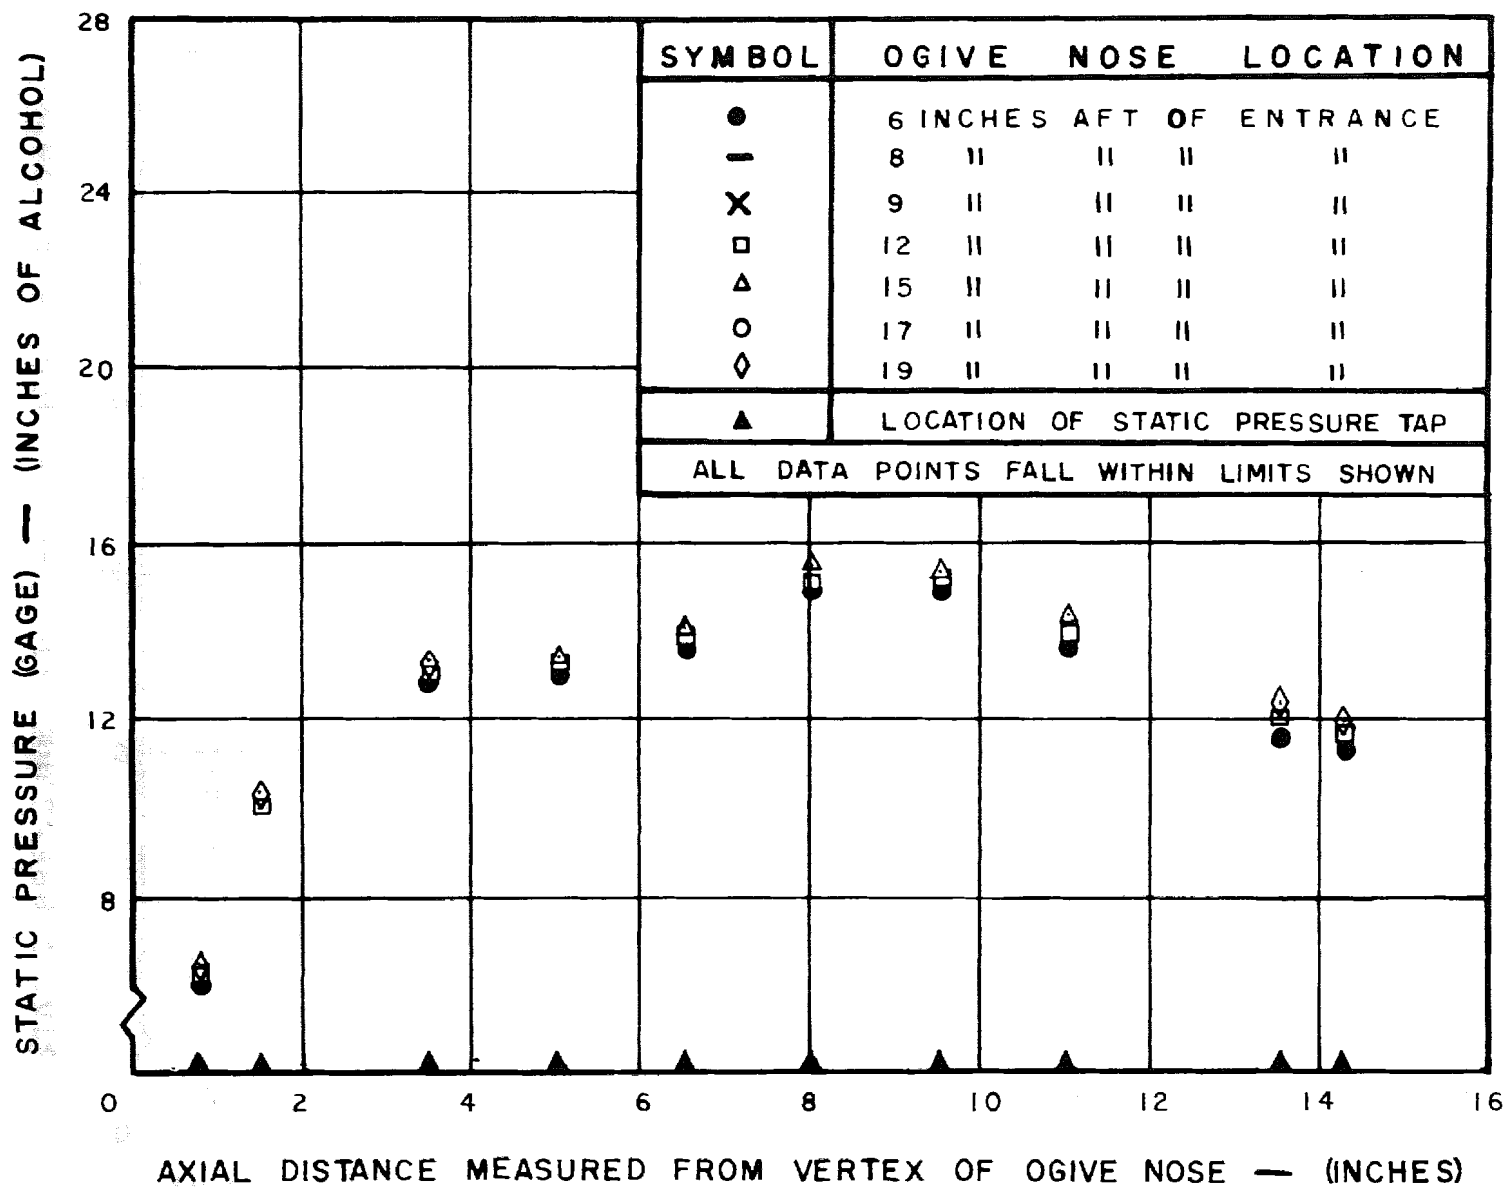 STATIC PRESSURE (GAGE) — (INCHES OF ALCOHOL)
28
24
20
16
12
8
SYMBOL OGIVE NOSE LOCATION
6 INCHES AFT OF ENTRANCE
8 " " " "
9 " " " "
12 " " " "
15 " " " "
17 " " " "
19 " " " "
LOCATION OF STATIC PRESSURE TAP
ALL DATA POINTS FALL WITHIN LIMITS SHOWN
0 2 4 6 8 10 12 14 16
AXIAL DISTANCE MEASURED FROM VERTEX OF OGIVE NOSE — (INCHES)